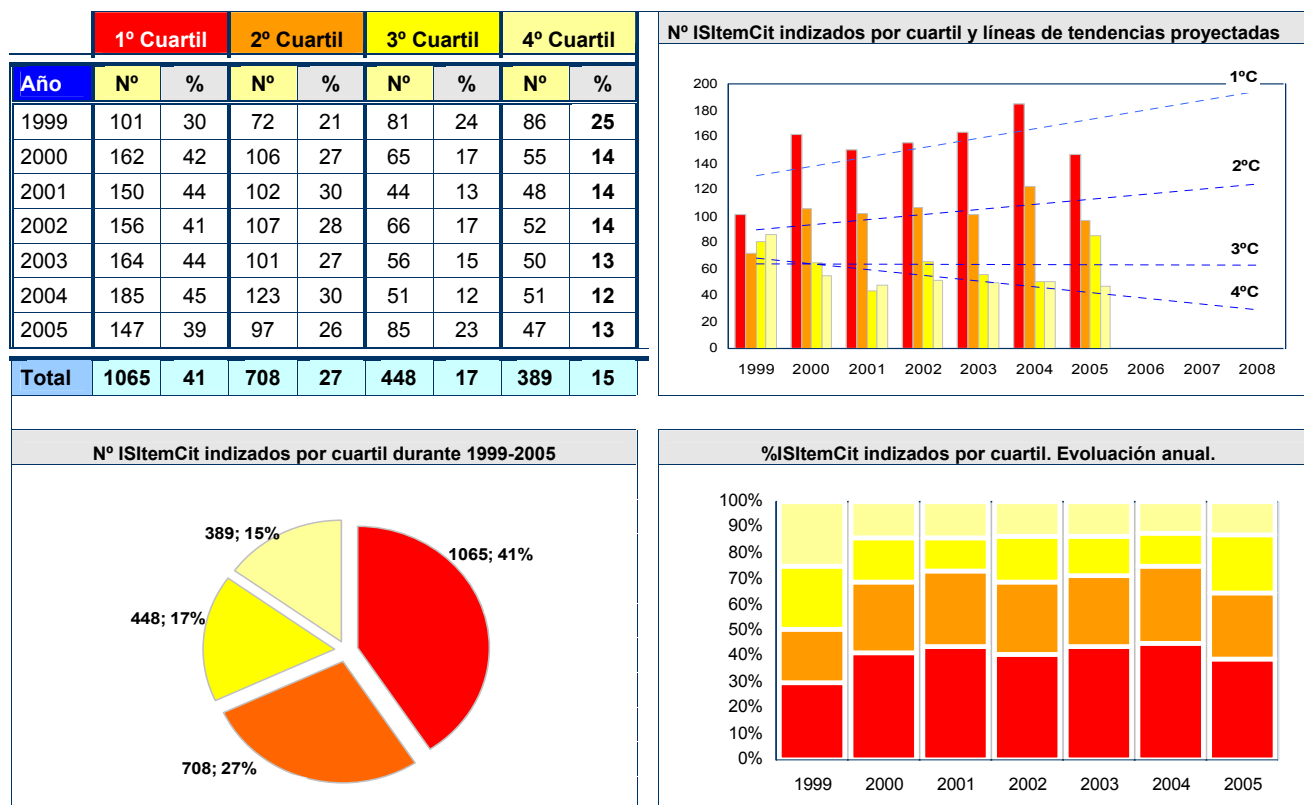 1º Cuartil 2º Cuartil 3º Cuartil 4º Cuartil
Año Nº % Nº % Nº % Nº %
1999 101 30 72 21 81 24 86 25
2000 162 42 106 27 65 17 55 14
2001 150 44 102 30 44 13 48 14
2002 156 41 107 28 66 17 52 14
2003 164 44 101 27 56 15 50 13
2004 185 45 123 30 51 12 51 12
2005 147 39 97 26 85 23 47 13
Total 1065 41 708 27 448 17 389 15
Nº ISItemCit indizados por cuartil y líneas de tendencias proyectadas
200
180
160
140
120
100
80
60
40
20
0
1ºC
2ºC
3ºC
4ºC
1999 2000 2001 2002 2003 2004 2005 2006 2007 2008
Nº ISItemCit indizados por cuartil durante 1999-2005
389; 15%
1065; 41%
448; 17%
708; 27%
%ISItemCit indizados por cuartil. Evoluación anual.
100%
90%
80%
70%
60%
50%
40%
30%
20%
10%
0%
1999 2000 2001 2002 2003 2004 2005